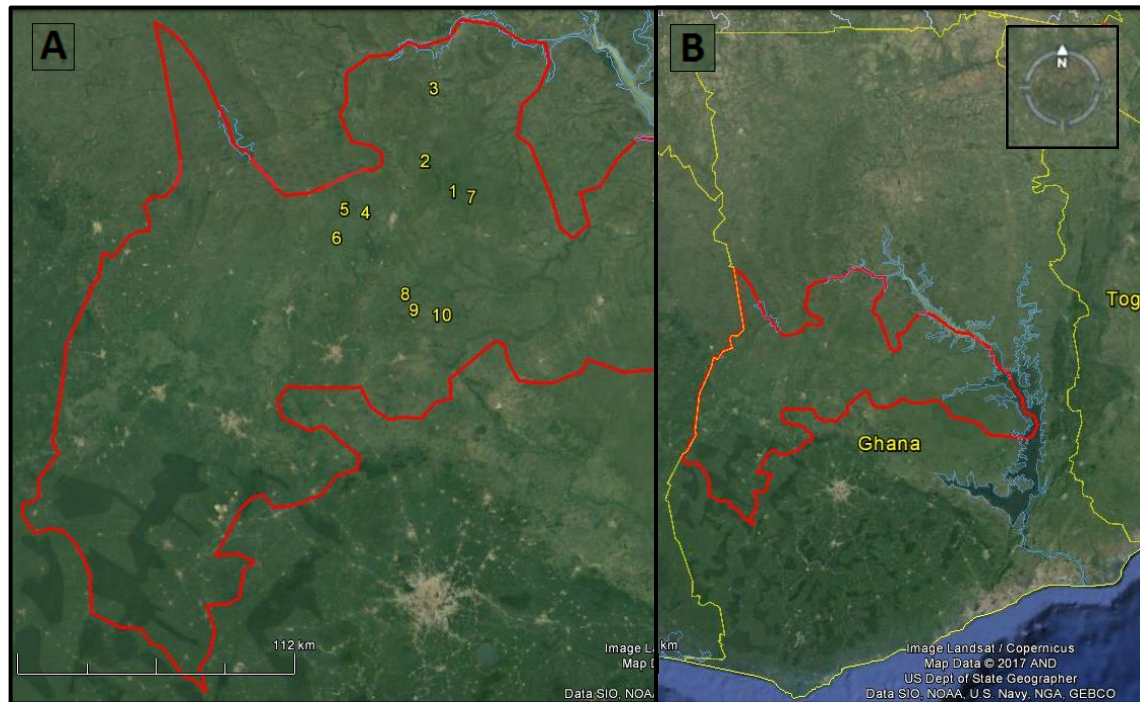 A
3
2
1 7
5 4
6
8
9 10
112 km
Image L
Map D
Data SIO, NOA
B
N
Tog
Ghana
km
Image Landsat / Copernicus
Map Data © 2017 AND
US Dept of State Geographer
Data SIO, NOAA, U.S. Navy, NGA, GEBCO